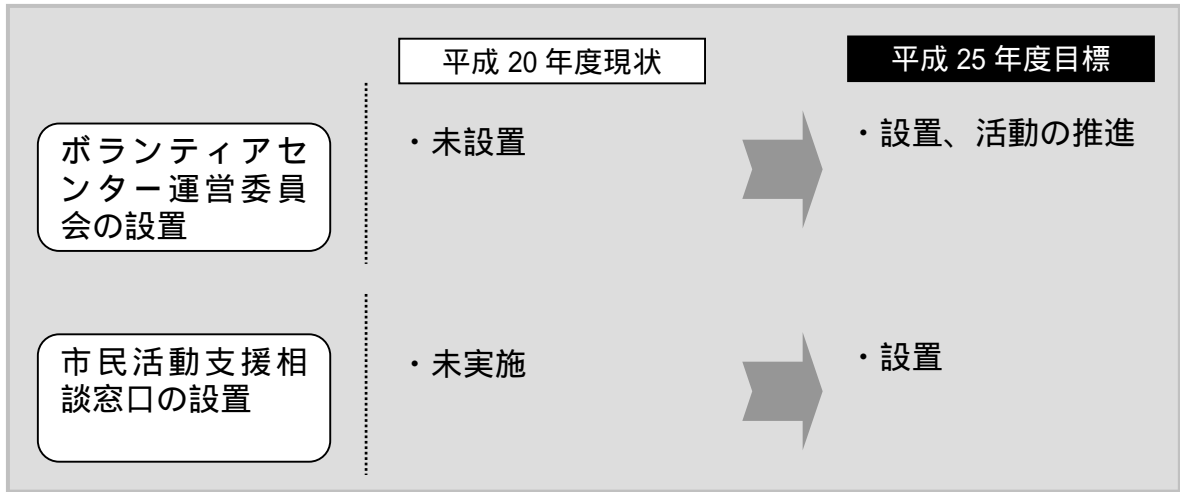 平成 20 年度現状
平成 25 年度目標
ボランティアセ
ンター運営委員
会の設置
・未設置
・設置、活動の推進
市民活動支援相
談窓口の設置
・未実施
・設置